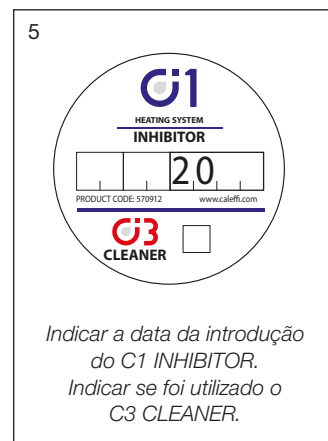 5
C1
HEATING SYSTEM
INHIBITOR
20
PRODUCT CODE: 570912 www.caleffi.com
C3
CLEANER
Indicar a data da introdução
do C1 INHIBITOR.
Indicar se foi utilizado o
C3 CLEANER.